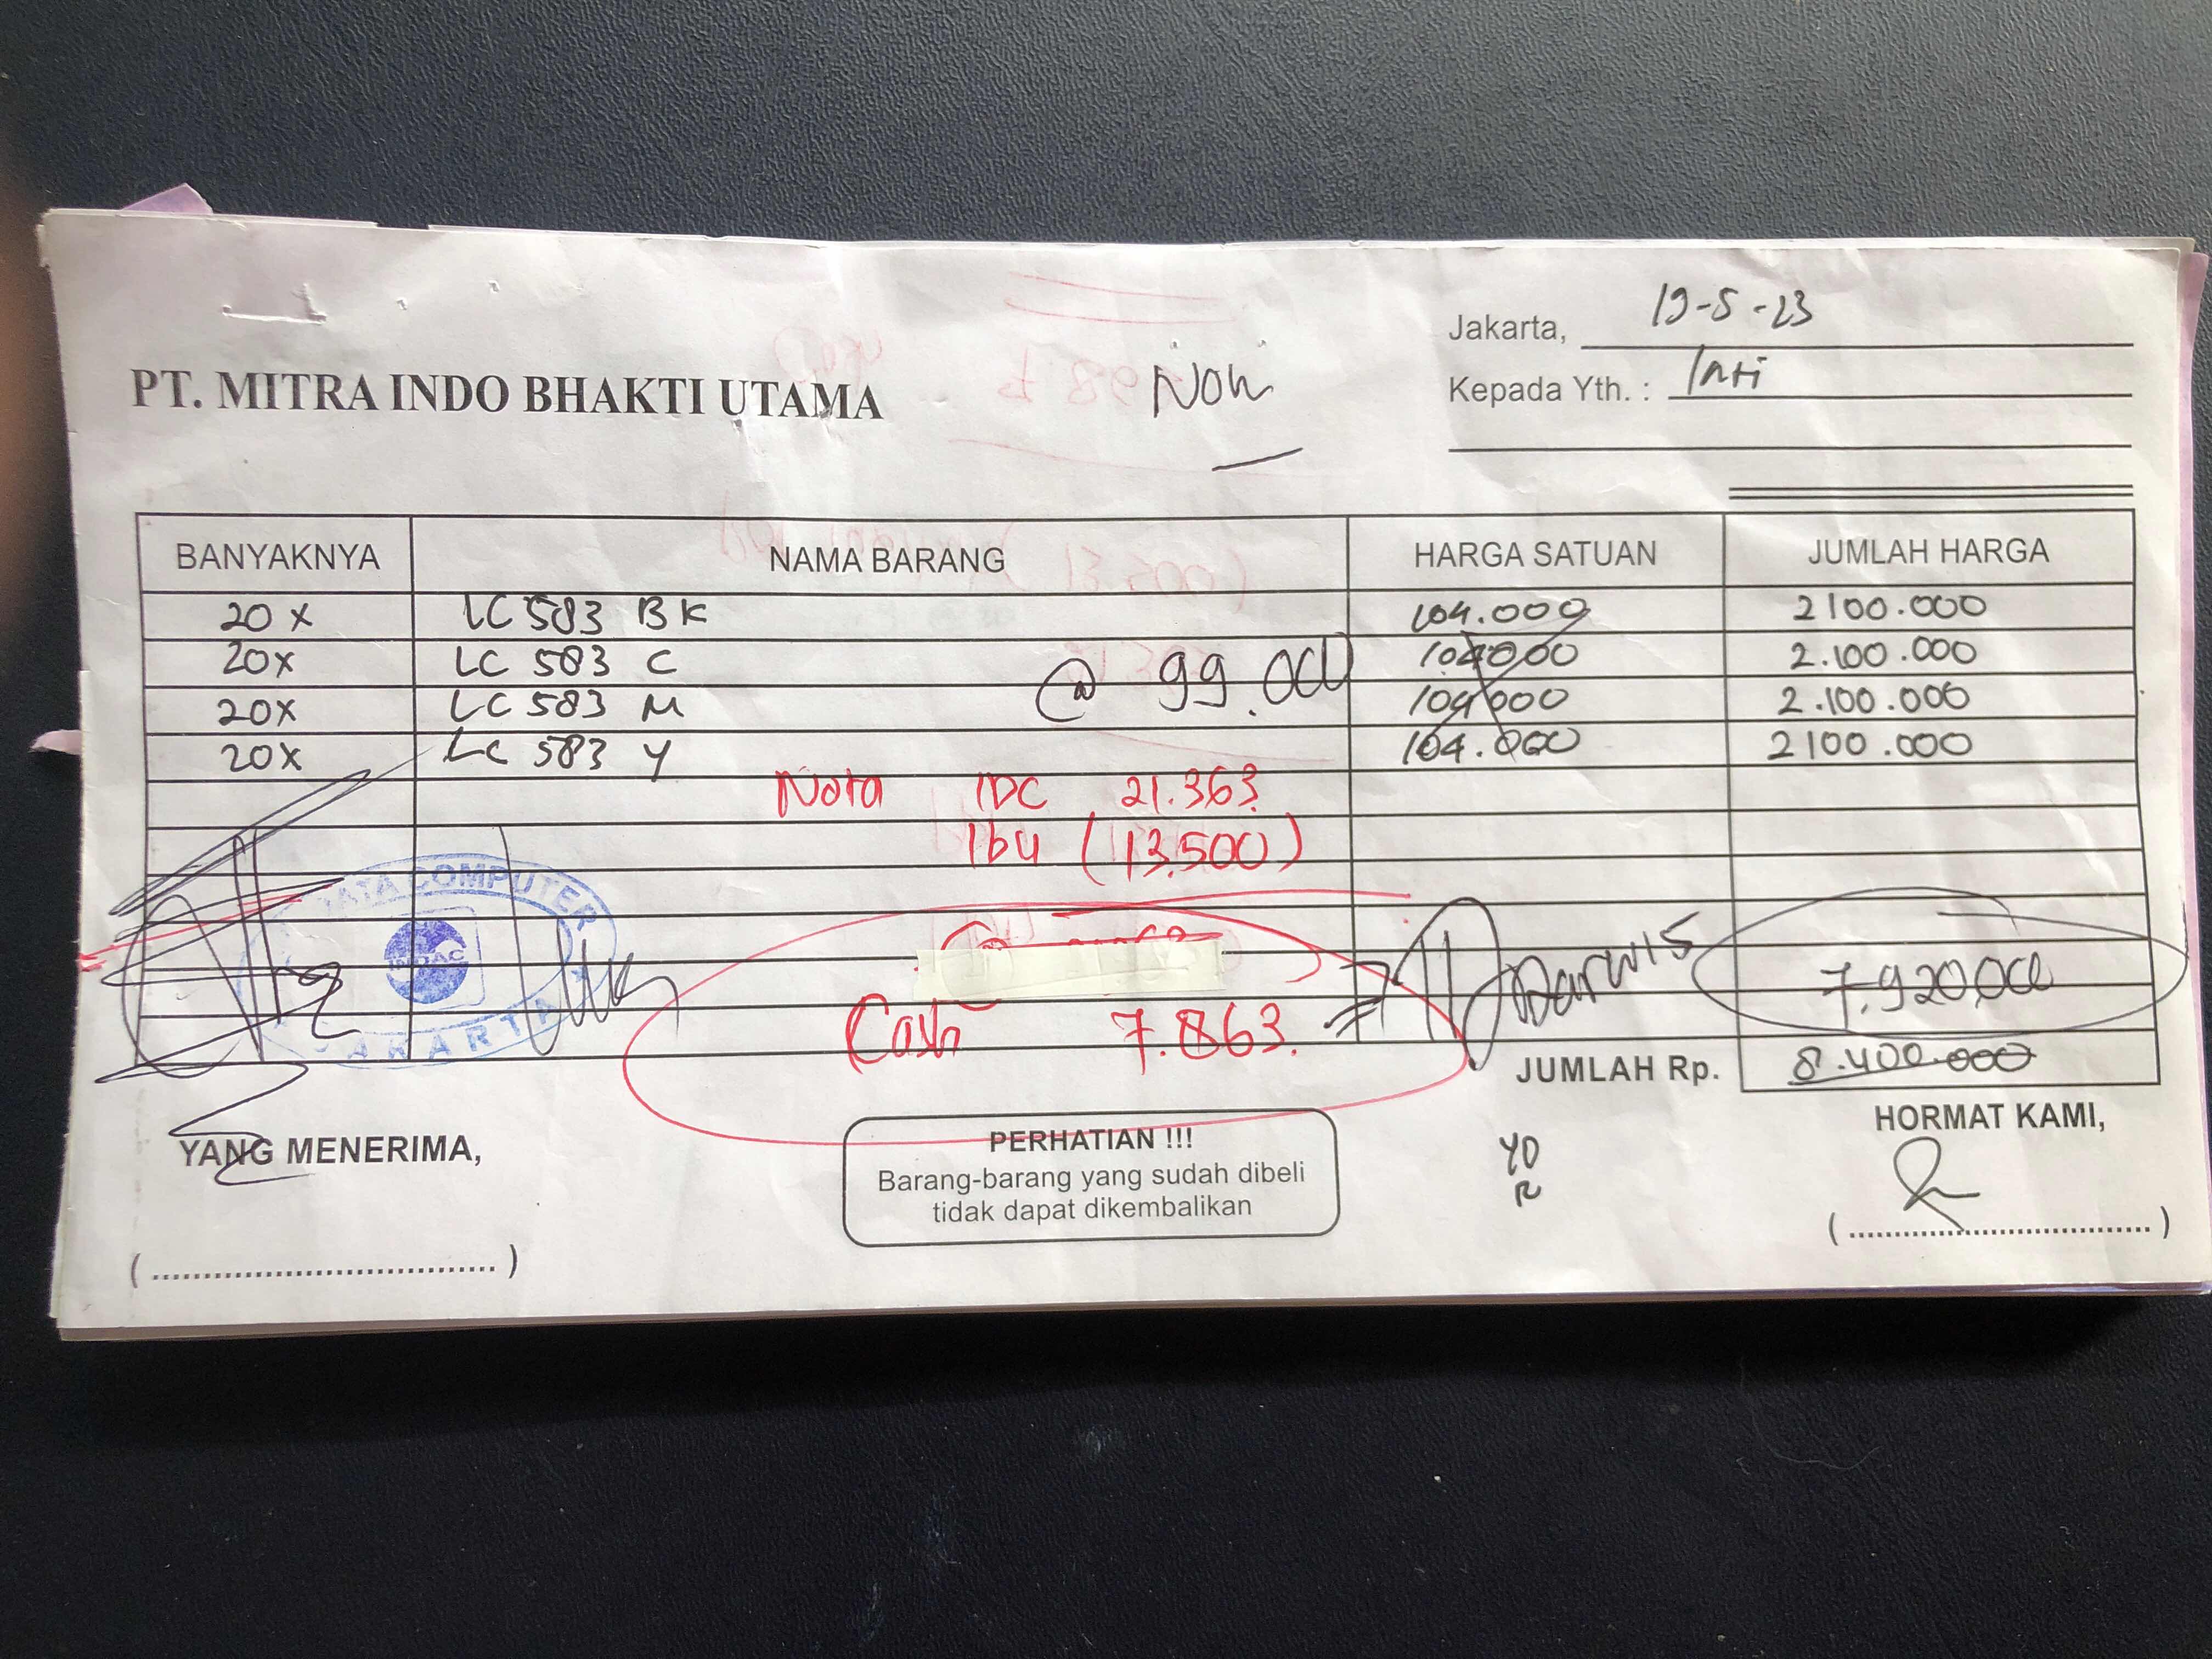 Jakarta, 19-5-23
PT. MITRA INDO BHAKTI UTAMA
Kepada Yth. :
BANYAKNYA NAMA BARANG HARGA SATUAN JUMLAH HARGA
20 x LC 583 BK 104.000 2100.000
20x LC 583 C 104000 2.100.000
@ 99.000
20x LC 583 M 104000 2.100.000
20x LC 583 Y 104.000 2100.000
Nota IDC 21.363
Ibu (13.500)
DATA COMPUTER
INDAC
JAKARTA
Darwis
7.920.000
Cash 7.863.
JUMLAH Rp. 8.400.000
YANG MENERIMA,
PERHATIAN !!!
Barang-barang yang sudah dibeli
tidak dapat dikembalikan
HORMAT KAMI,
(....................................)
(....................................)